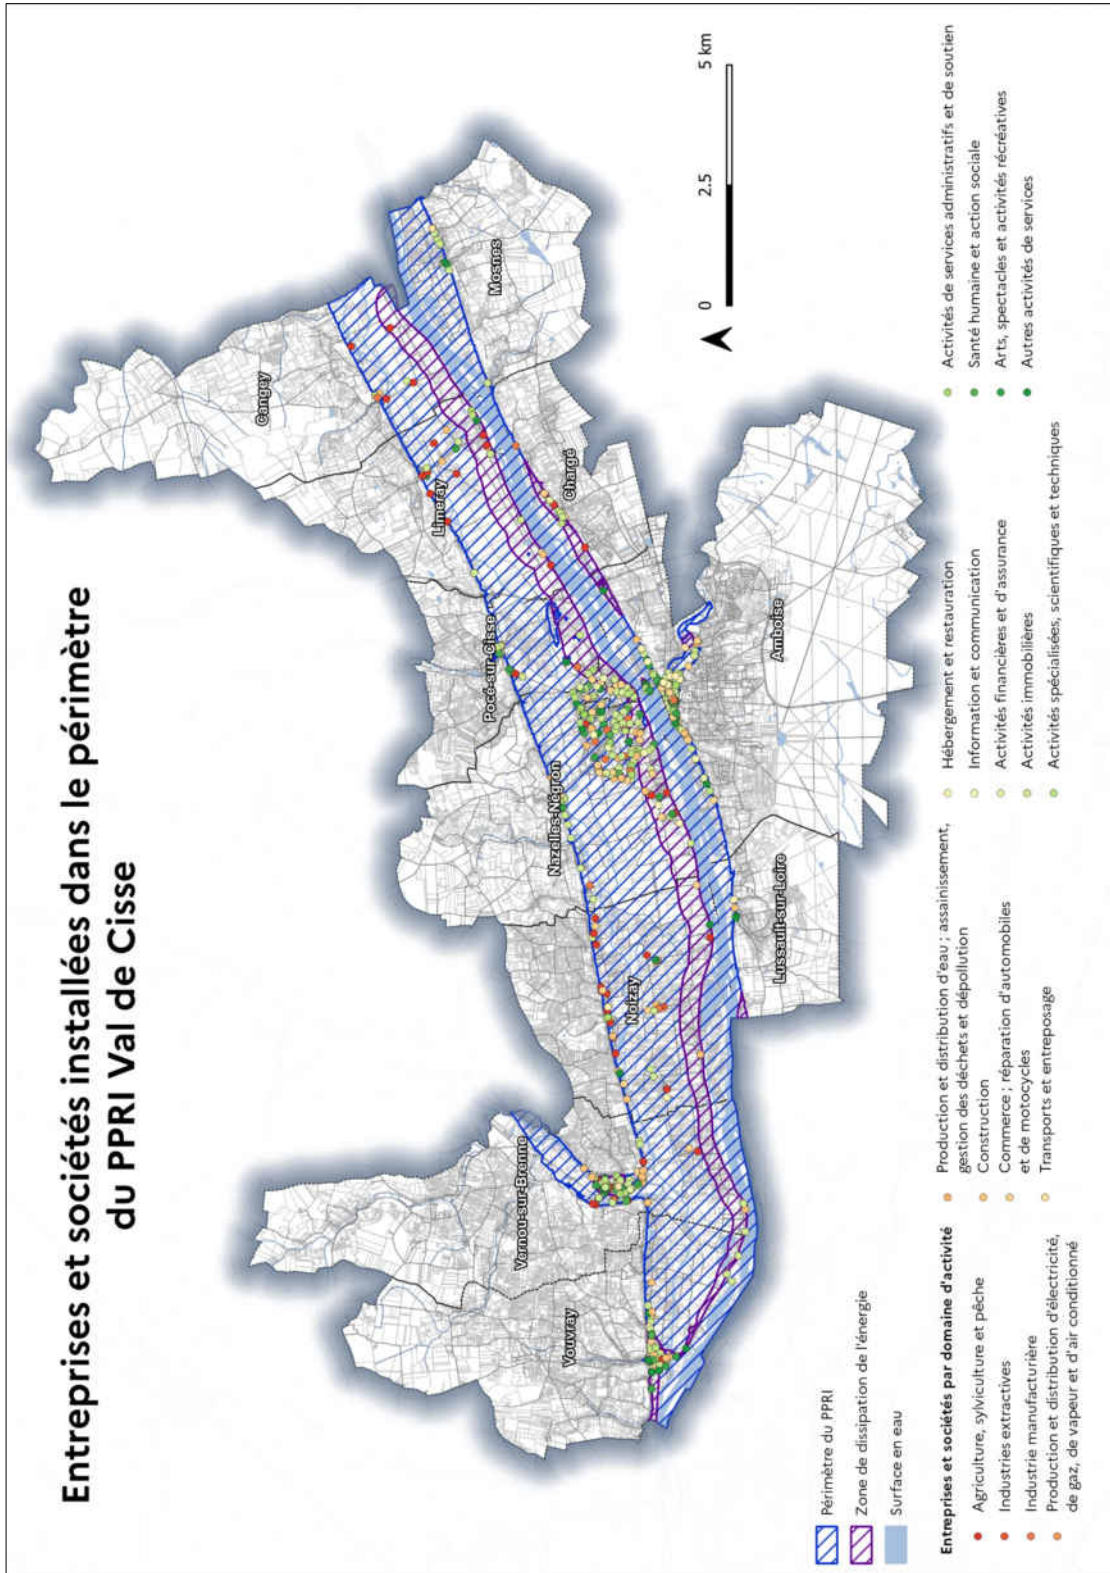 Entreprises et sociétés installées dans le périmètre
du PPRI Val de Cisse
Cangey
Mosnes
Limeray
Chargé
Pocé-sur-Cisse
Amboise
Nazelles-Négron
Lussault-sur-Loire
Noizay
Vernou-sur-Brenne
Vouvray
0
2.5
5 km
Périmètre du PPRI
Zone de dissipation de l'énergie
Surface en eau
Entreprises et sociétés par domaine d'activité
Agriculture, sylviculture et pêche
Industries extractives
Industrie manufacturière
Production et distribution d'électricité,
de gaz, de vapeur et d'air conditionné
Production et distribution d'eau ; assainissement,
gestion des déchets et dépollution
Construction
Commerce ; réparation d'automobiles
et de motocycles
Transports et entreposage
Hébergement et restauration
Information et communication
Activités financières et d'assurance
Activités immobilières
Activités spécialisées, scientifiques et techniques
Activités de services administratifs et de soutien
Santé humaine et action sociale
Arts, spectacles et activités récréatives
Autres activités de services